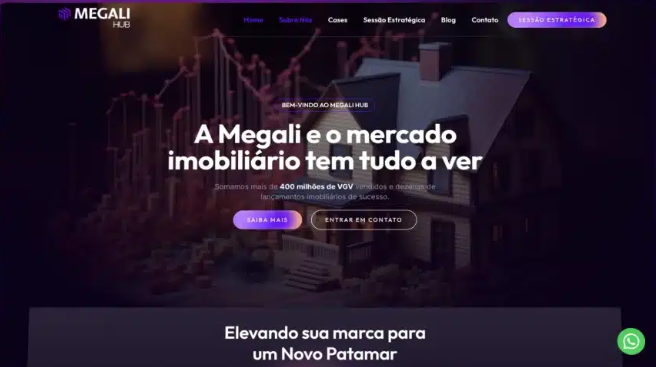 MEGALI
HUB
Home Sobre Nós Cases Sessão Estratégica Blog Contato SESSÃO ESTRATÉGICA
BEM-VINDO AO MEGALI HUB
A Megali e o mercado
imobiliário tem tudo a ver
Somamos mais de 400 milhões de VGV vendidos e dezenas de
lançamentos imobiliários de sucesso.
SAIBA MAIS ENTRAR EM CONTATO
Elevando sua marca para
um Novo Patamar